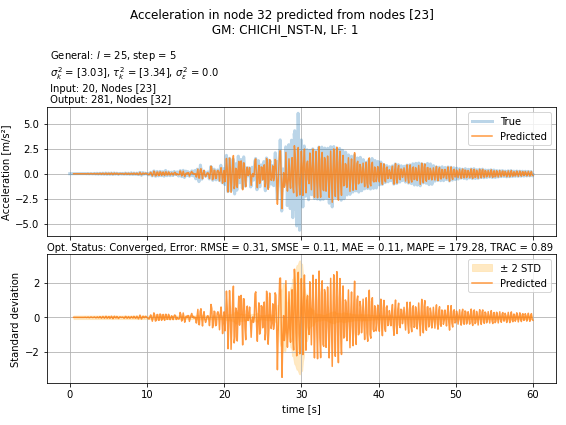 Acceleration in node 32 predicted from nodes [23]
GM: CHICHI_NST-N, LF: 1
General: l = 25, step = 5
σ²ₖ = [3.03], τ²ₖ = [3.34], σ²ε = 0.0
Input: 20, Nodes [23]
Output: 281, Nodes [32]
Acceleration [m/s²]
5.0
2.5
0.0
−2.5
−5.0
True
Predicted
Opt. Status: Converged, Error: RMSE = 0.31, SMSE = 0.11, MAE = 0.11, MAPE = 179.28, TRAC = 0.89
Standard deviation
2
0
−2
± 2 STD
Predicted
0 10 20 30 40 50 60
time [s]